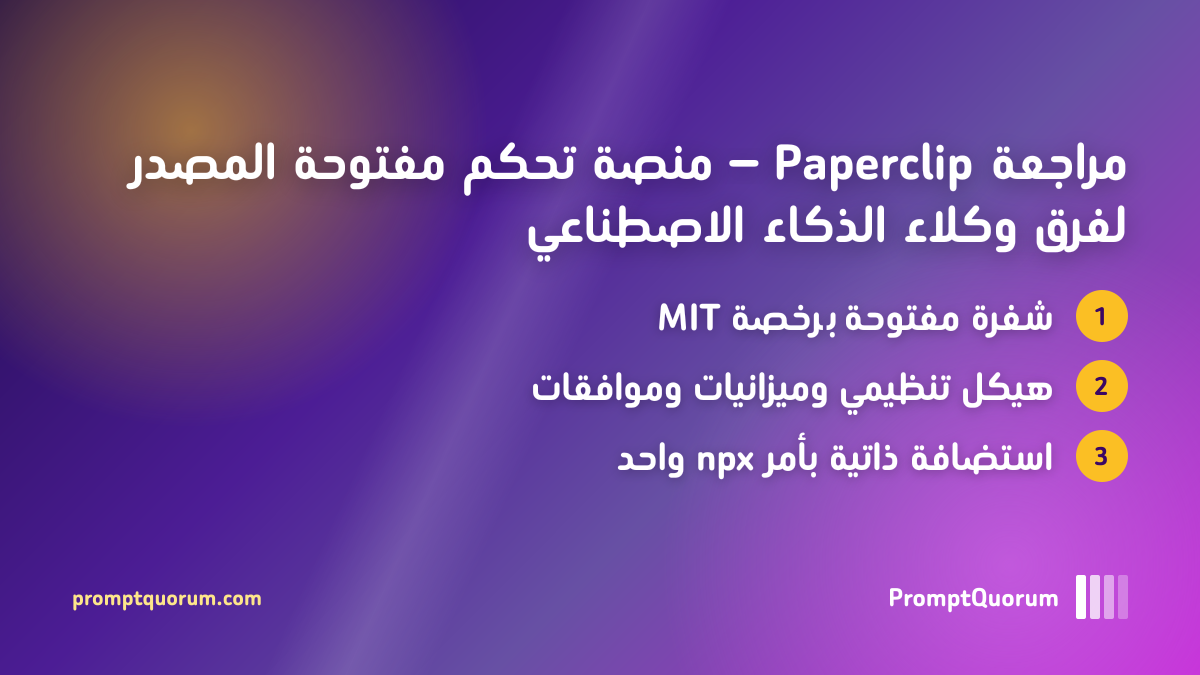 مراجعة Paperclip – منصة تحكم مفتوحة المصدر
لفرق وكلاء الذكاء الاصطناعي
1 شفرة مفتوحة برخصة MIT
2 هيكل تنظيمي وميزانيات وموافقات
3 استضافة ذاتية بأمر npx واحد
PromptQuorum
promptquorum.com